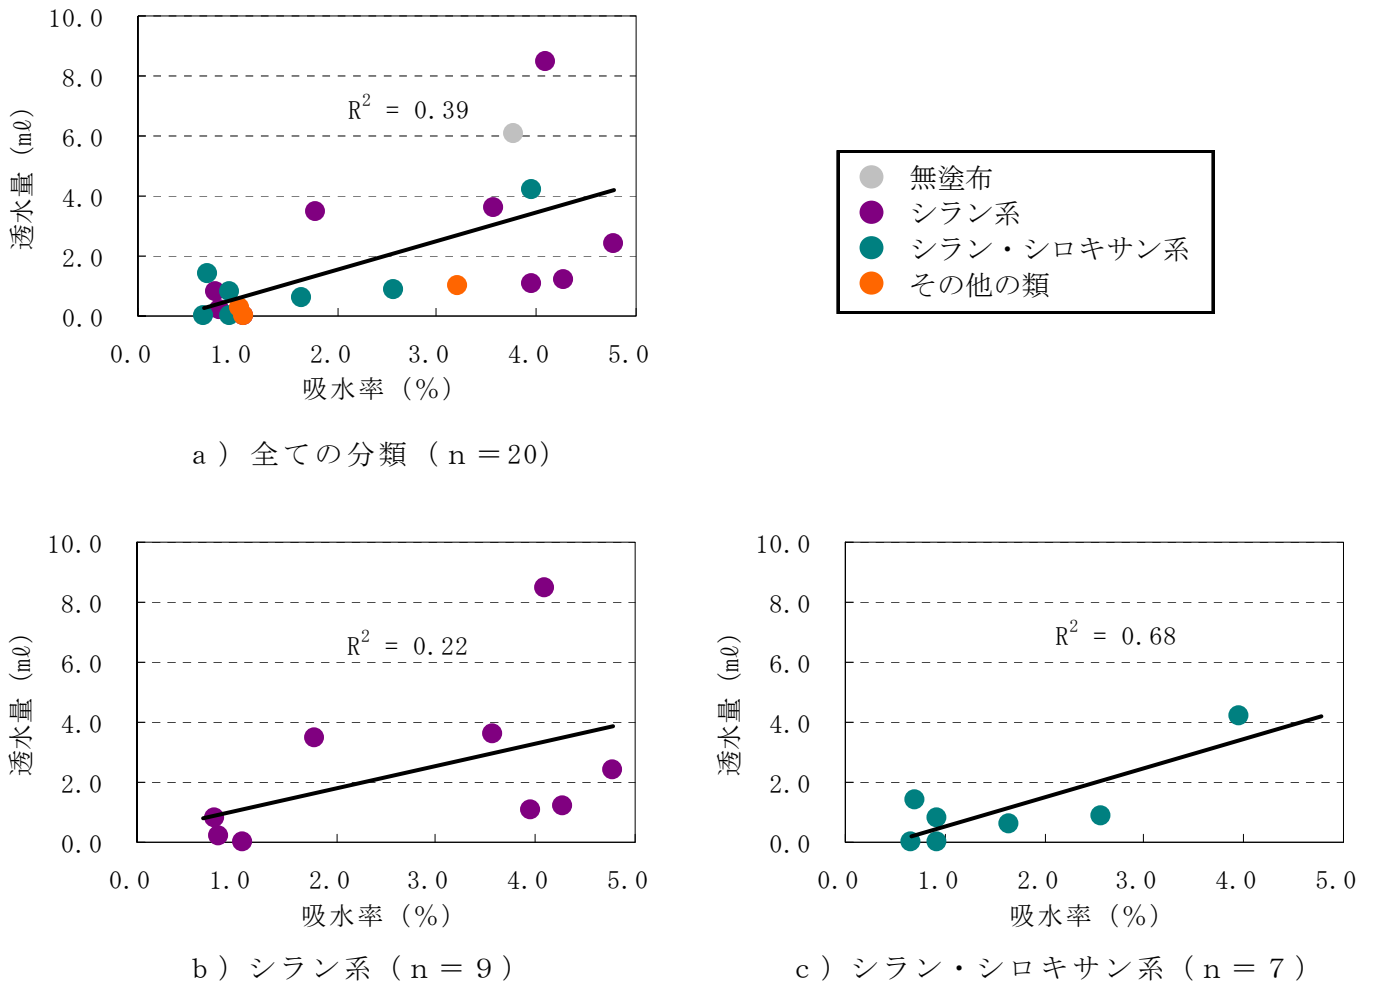 10.0
8.0
6.0
4.0
2.0
0.0
透水量 (㎖)
R² = 0.39
0.0 1.0 2.0 3.0 4.0 5.0
吸水率 (%)
a ）全ての分類（ｎ＝20）
無塗布
シラン系
シラン・シロキサン系
その他の類
10.0
8.0
6.0
4.0
2.0
0.0
透水量 (㎖)
R² = 0.22
0.0 1.0 2.0 3.0 4.0 5.0
吸水率 (%)
b ）シラン系（ｎ＝９）
10.0
8.0
6.0
4.0
2.0
0.0
透水量 (㎖)
R² = 0.68
0.0 1.0 2.0 3.0 4.0 5.0
吸水率 (%)
c ）シラン・シロキサン系（ｎ＝７）